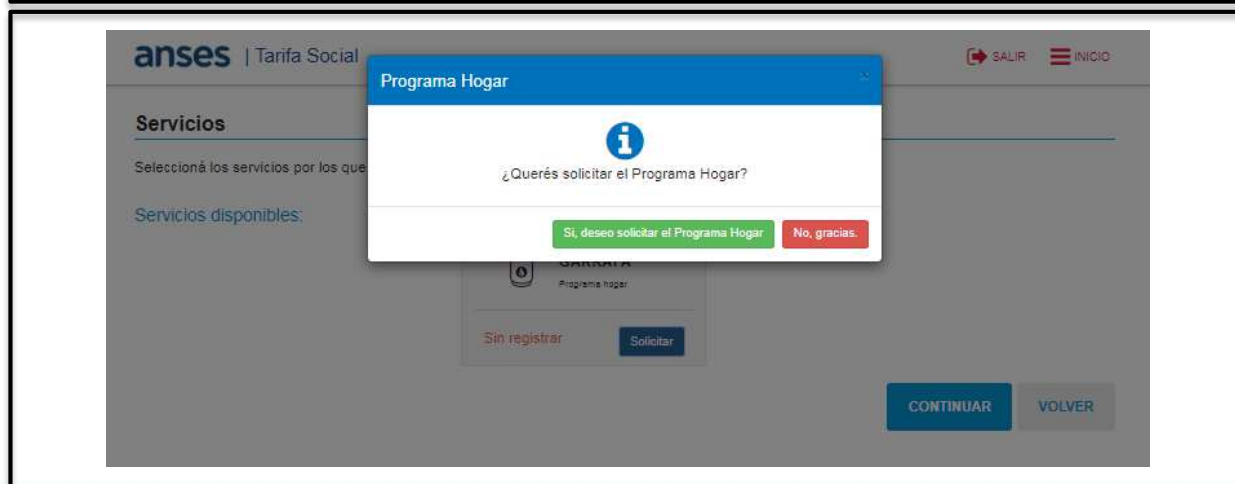 anses | Tarifa Social
SALIR
INICIO
Programa Hogar
×
Servicios
Seleccioná los servicios por los que
¿Querés solicitar el Programa Hogar?
Servicios disponibles:
Si, deseo solicitar el Programa Hogar
No, gracias.
GARRAFA
Programa hogar
Sin registrar
Solicitar
CONTINUAR
VOLVER